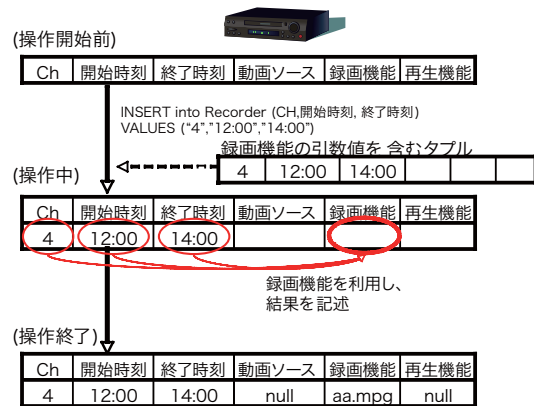 (操作開始前)
Ch 開始時刻 終了時刻 動画ソース 録画機能 再生機能
INSERT into Recorder (CH,開始時刻, 終了時刻)
VALUES (“4”,”12:00”,”14:00”)
録画機能の引数値を 含むタプル
4 12:00 14:00
(操作中)
Ch 開始時刻 終了時刻 動画ソース 録画機能 再生機能
4 12:00 14:00
録画機能を利用し、
結果を記述
(操作終了)
Ch 開始時刻 終了時刻 動画ソース 録画機能 再生機能
4 12:00 14:00 null aa.mpg null